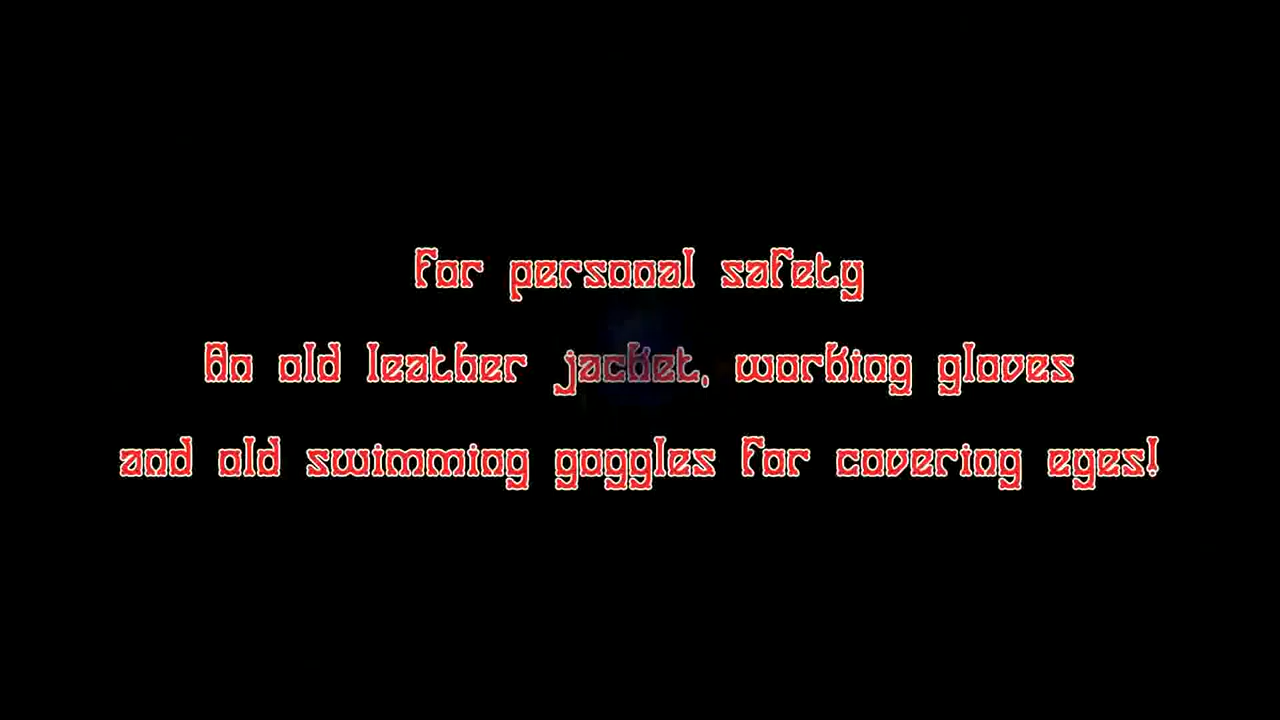 For personal safety
An old leather jacket, working gloves
and old swimming goggles for covering eyes!